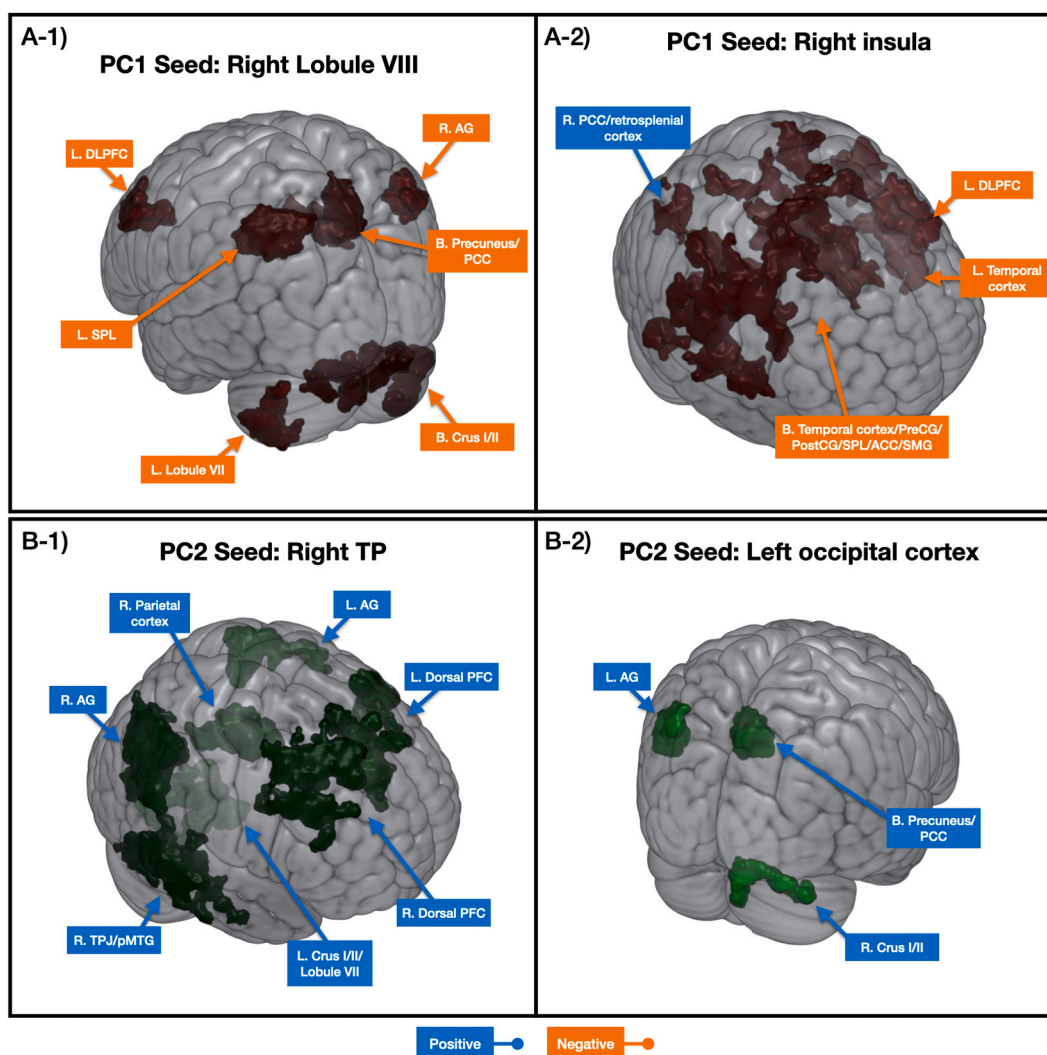 A-1)
PC1 Seed: Right Lobule VIII
L. DLPFC
R. AG
B. Precuneus/
PCC
L. SPL
B. Crus I/II
L. Lobule VII
A-2)
PC1 Seed: Right insula
R. PCC/retrosplenial
cortex
L. DLPFC
L. Temporal
cortex
B. Temporal cortex/PreCG/
PostCG/SPL/ACC/SMG
B-1)
PC2 Seed: Right TP
R. Parietal
cortex
L. AG
R. AG
L. Dorsal PFC
R. Dorsal PFC
R. TPJ/pMTG
L. Crus I/II/
Lobule VII
B-2)
PC2 Seed: Left occipital cortex
L. AG
B. Precuneus/
PCC
R. Crus I/II
Positive
Negative